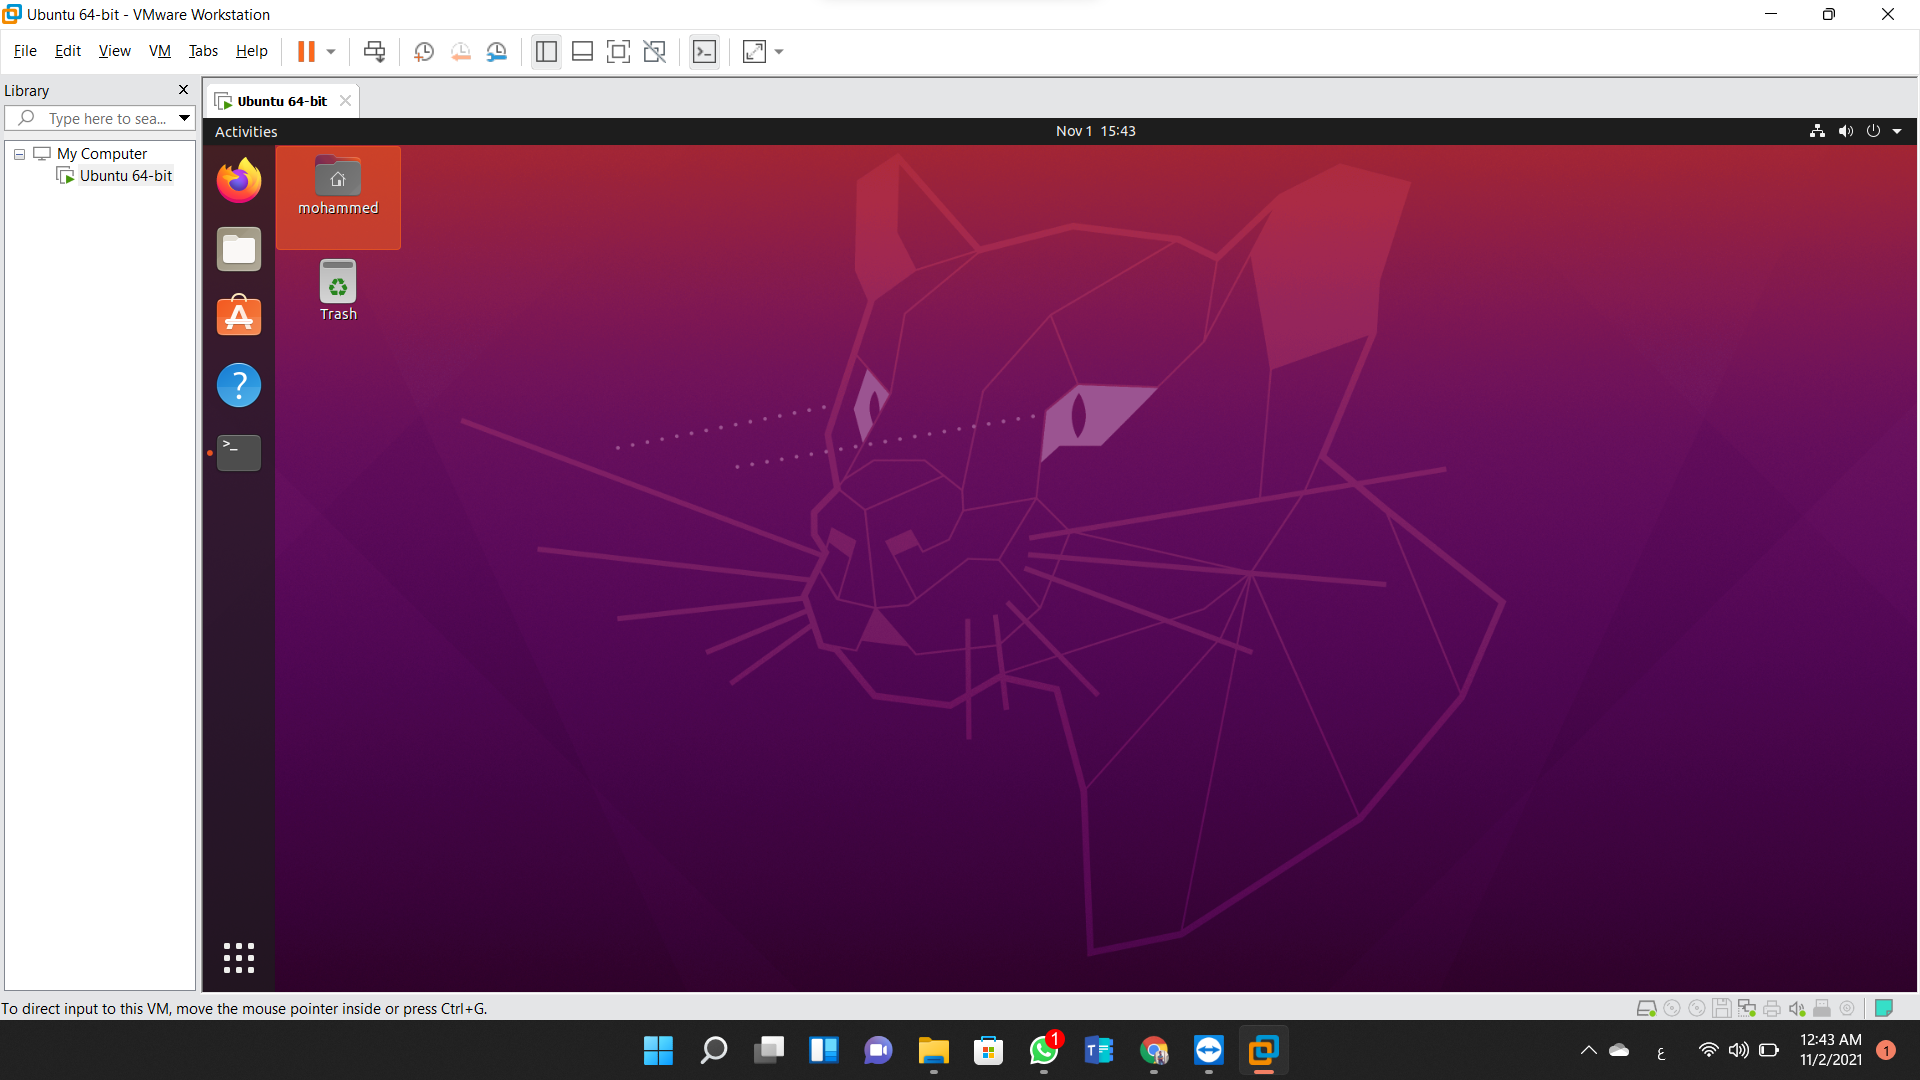 Ubuntu 64-bit - VMware Workstation
File Edit View VM Tabs Help
Library
Type here to sea...
My Computer
Ubuntu 64-bit
Ubuntu 64-bit
Activities
Nov 1 15:43
mohammed
Trash
To direct input to this VM, move the mouse pointer inside or press Ctrl+G.
1
ع
12:43 AM
11/2/2021
1